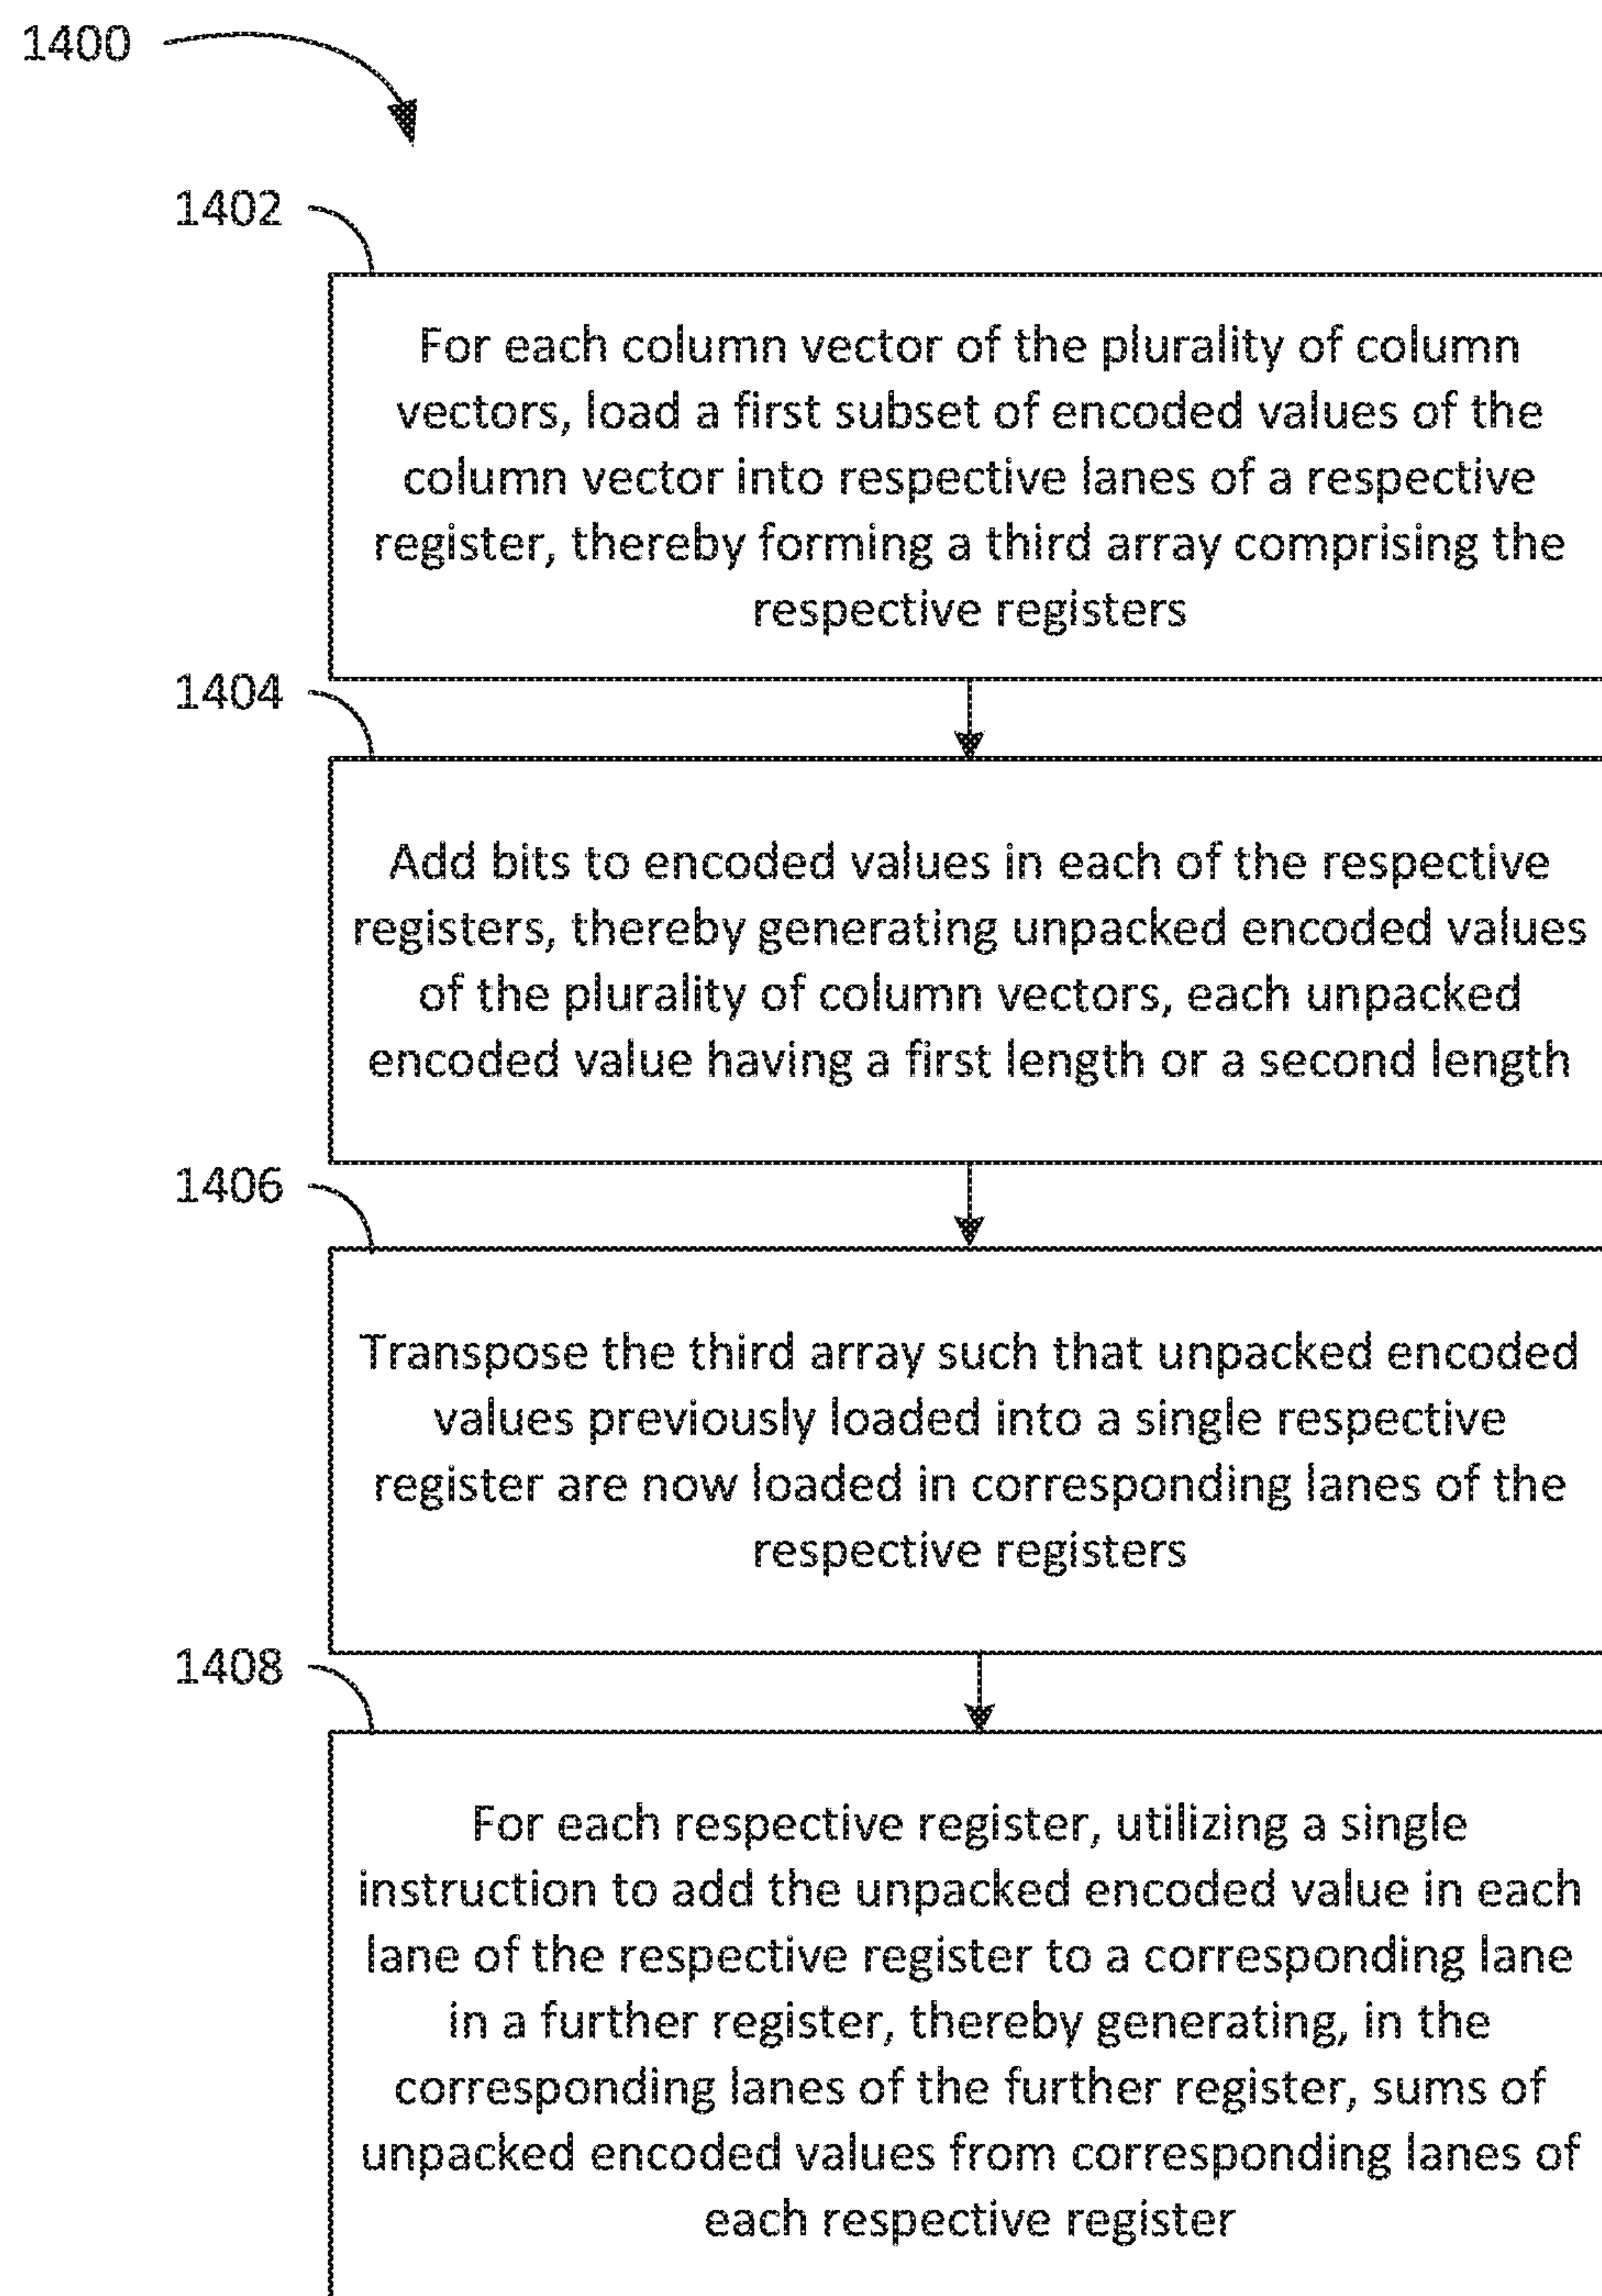 1400
1402
For each column vector of the plurality of column
vectors, load a first subset of encoded values of the
column vector into respective lanes of a respective
register, thereby forming a third array comprising the
respective registers
1404
Add bits to encoded values in each of the respective
registers, thereby generating unpacked encoded values
of the plurality of column vectors, each unpacked
encoded value having a first length or a second length
1406
Transpose the third array such that unpacked encoded
values previously loaded into a single respective
register are now loaded in corresponding lanes of the
respective registers
1408
For each respective register, utilizing a single
instruction to add the unpacked encoded value in each
lane of the respective register to a corresponding lane
in a further register, thereby generating, in the
corresponding lanes of the further register, sums of
unpacked encoded values from corresponding lanes of
each respective register